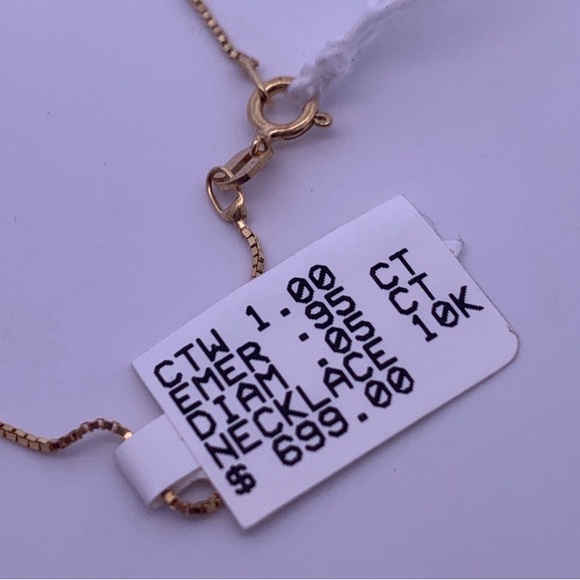 CTW 1.00 CT
EMER .95 CT
DIAM .05
NECKLACE 10K
$ 699.00